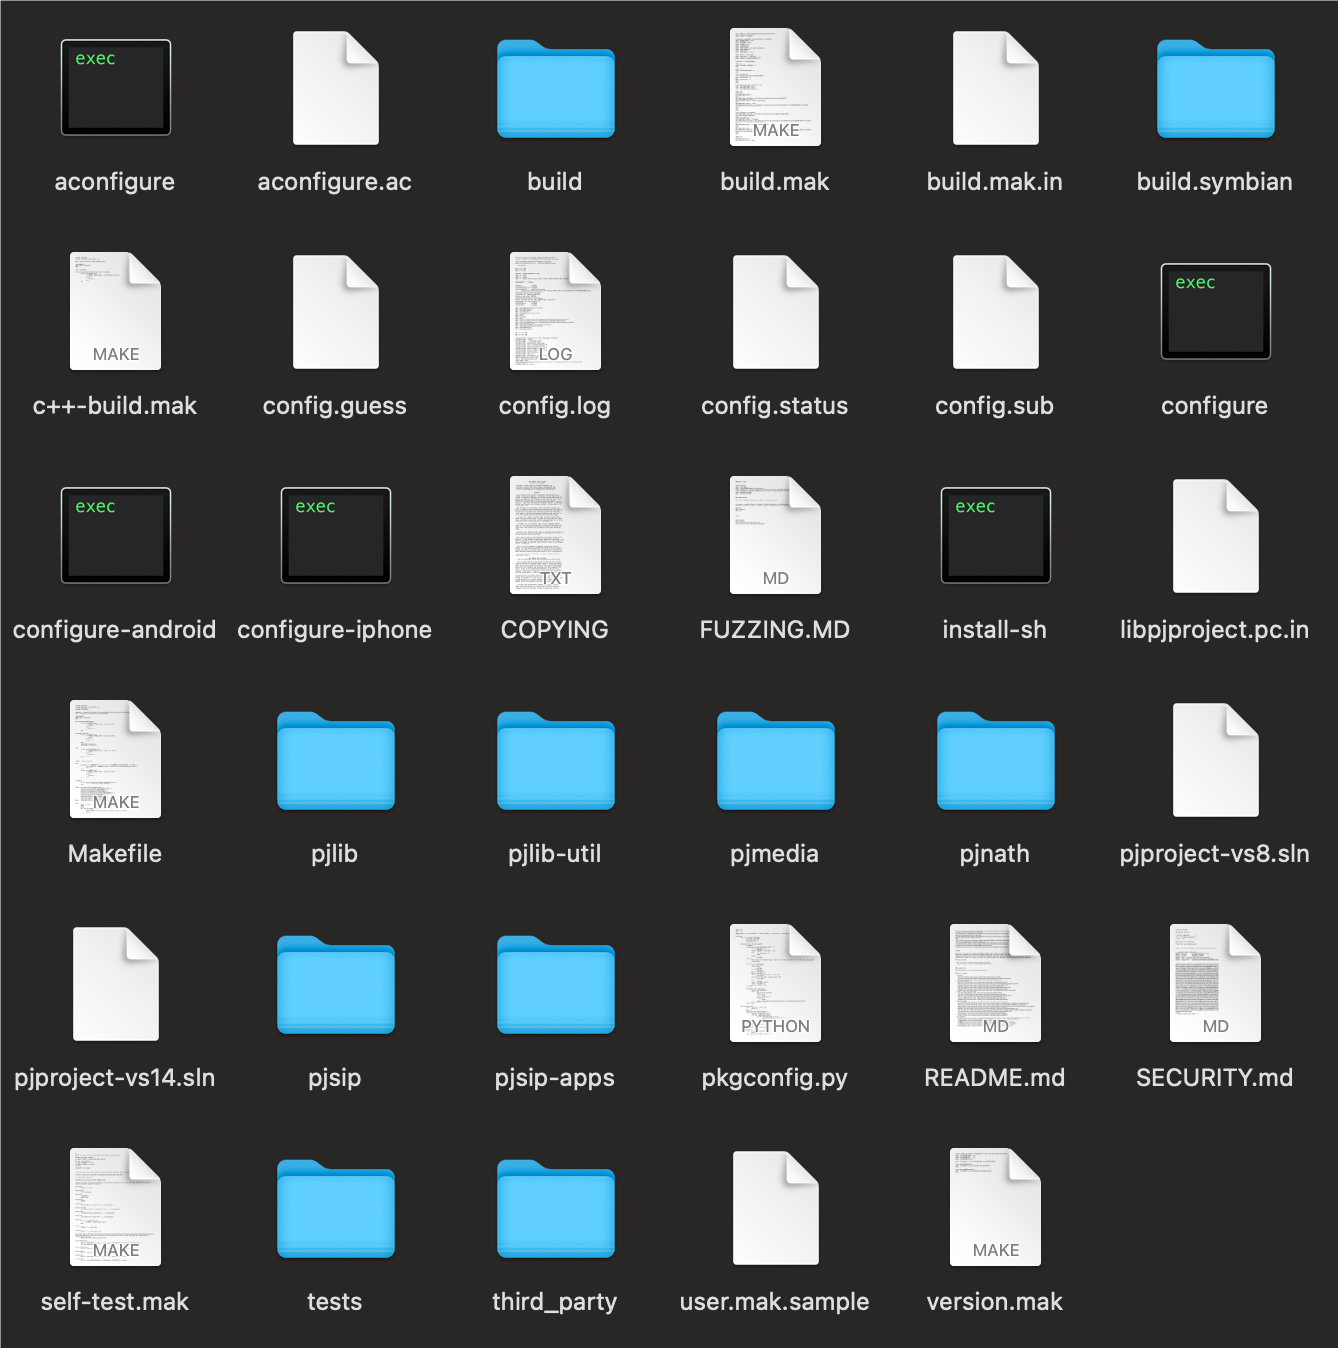 exec
MAKE
aconfigure
aconfigure.ac
build
build.mak
build.mak.in
build.symbian
MAKE
LOG
exec
c++-build.mak
config.guess
config.log
config.status
config.sub
configure
exec
exec
TXT
MD
exec
configure-android
configure-iphone
COPYING
FUZZING.MD
install-sh
libpjproject.pc.in
MAKE
Makefile
pjlib
pjlib-util
pjmedia
pjnath
pjproject-vs8.sln
PYTHON
MD
MD
pjproject-vs14.sln
pjsip
pjsip-apps
pkgconfig.py
README.md
SECURITY.md
MAKE
MAKE
self-test.mak
tests
third_party
user.mak.sample
version.mak